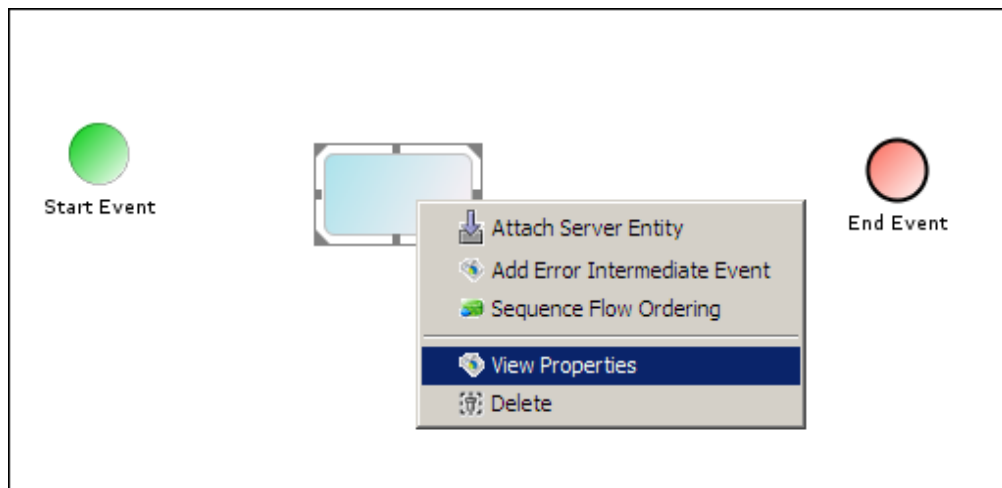 Start Event
End Event
Attach Server Entity
Add Error Intermediate Event
Sequence Flow Ordering
View Properties
Delete